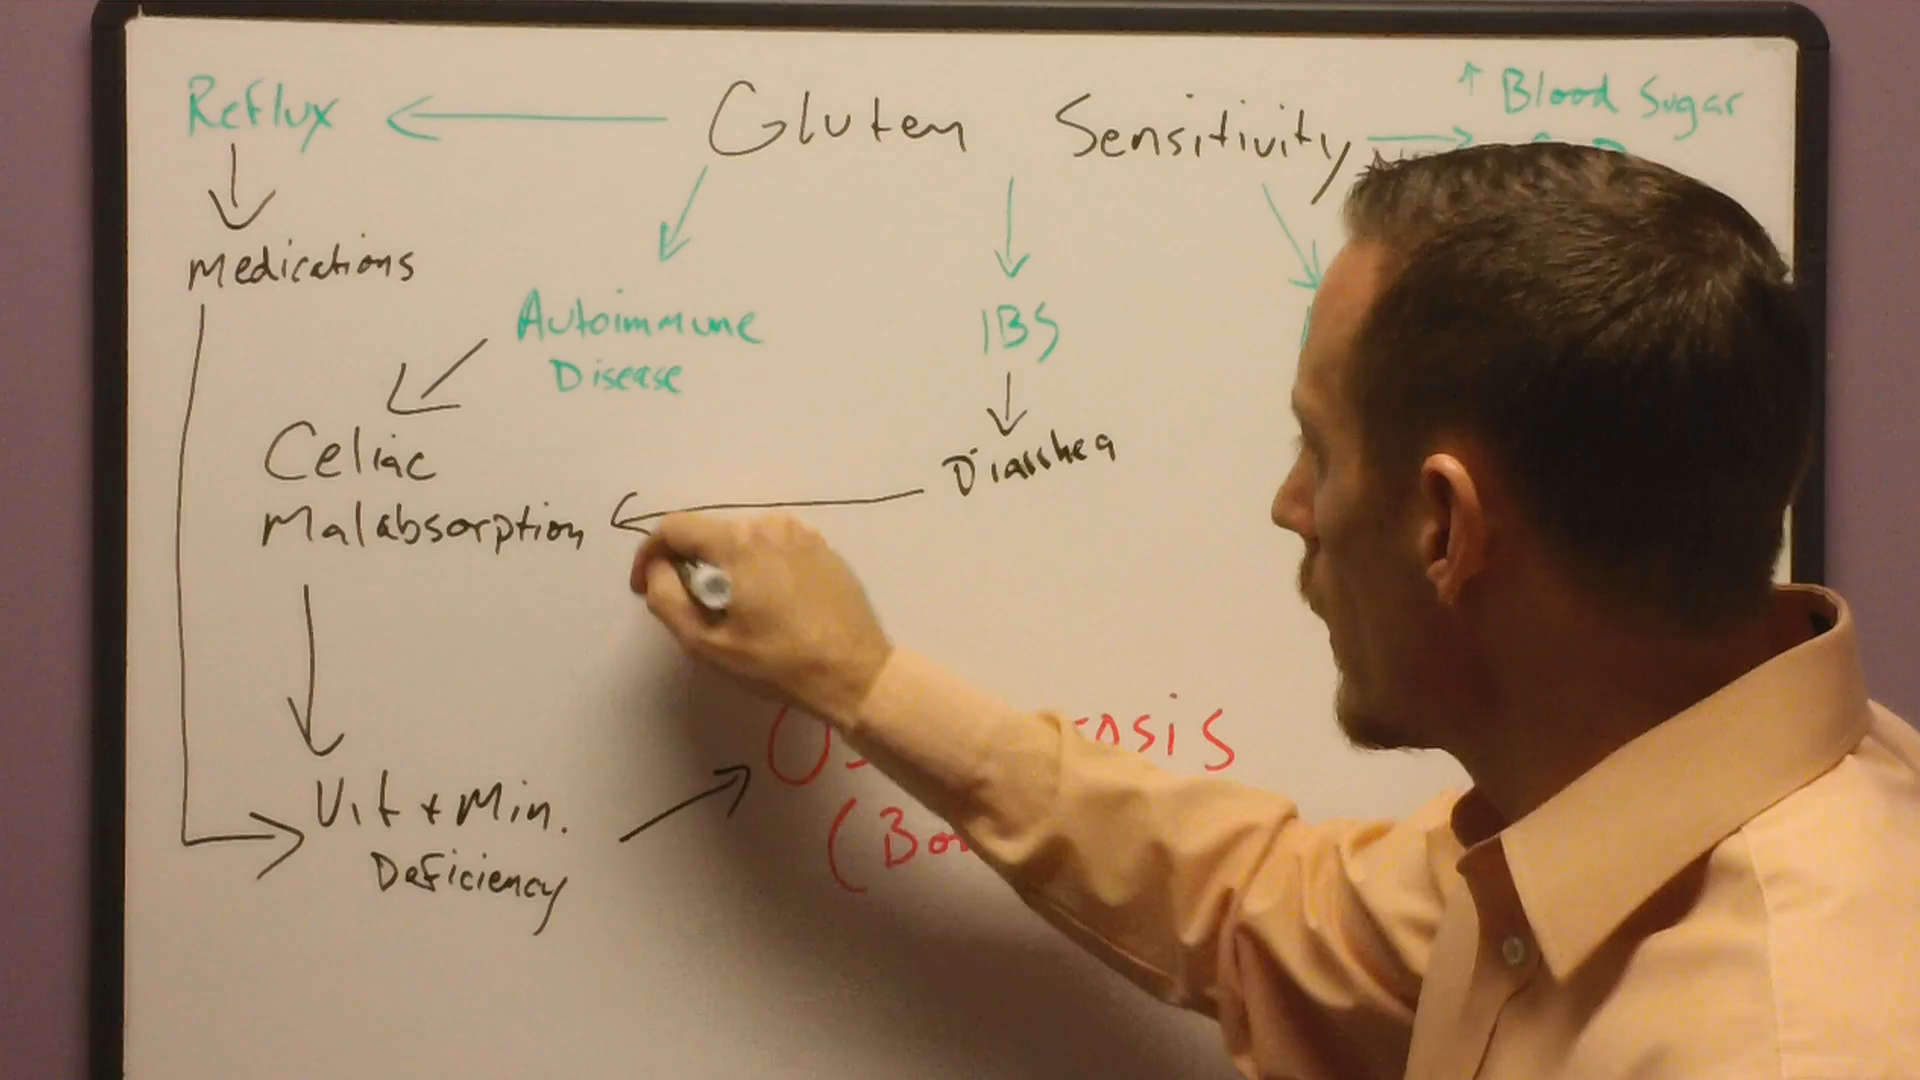 ↑ Blood Sugar
Reflux ← Gluten Sensitivity →
Medications
Autoimmune
Disease
IBS
Celiac
Diarrhea
Malabsorption
Vit + Min.
Deficiency